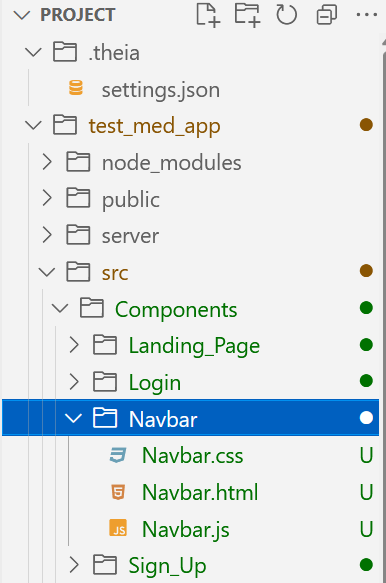 PROJECT
.theia
settings.json
test_med_app
node_modules
public
server
src
Components
Landing_Page
Login
Navbar
Navbar.css U
Navbar.html U
JS Navbar.js U
Sign_Up